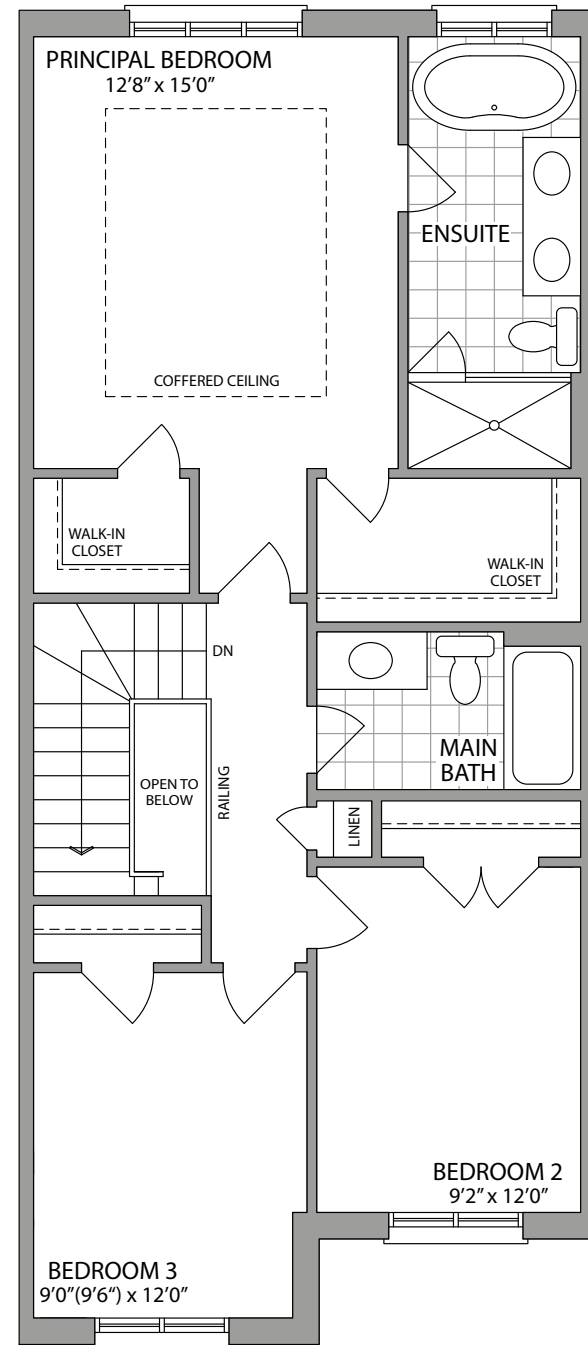 PRINCIPAL BEDROOM
12'8" x 15'0"
ENSUITE
COFFERED CEILING
WALK-IN
CLOSET
WALK-IN
CLOSET
DN
OPEN TO
BELOW
RAILING
MAIN
BATH
LINEN
BEDROOM 2
9'2" x 12'0"
BEDROOM 3
9'0"(9'6") x 12'0"